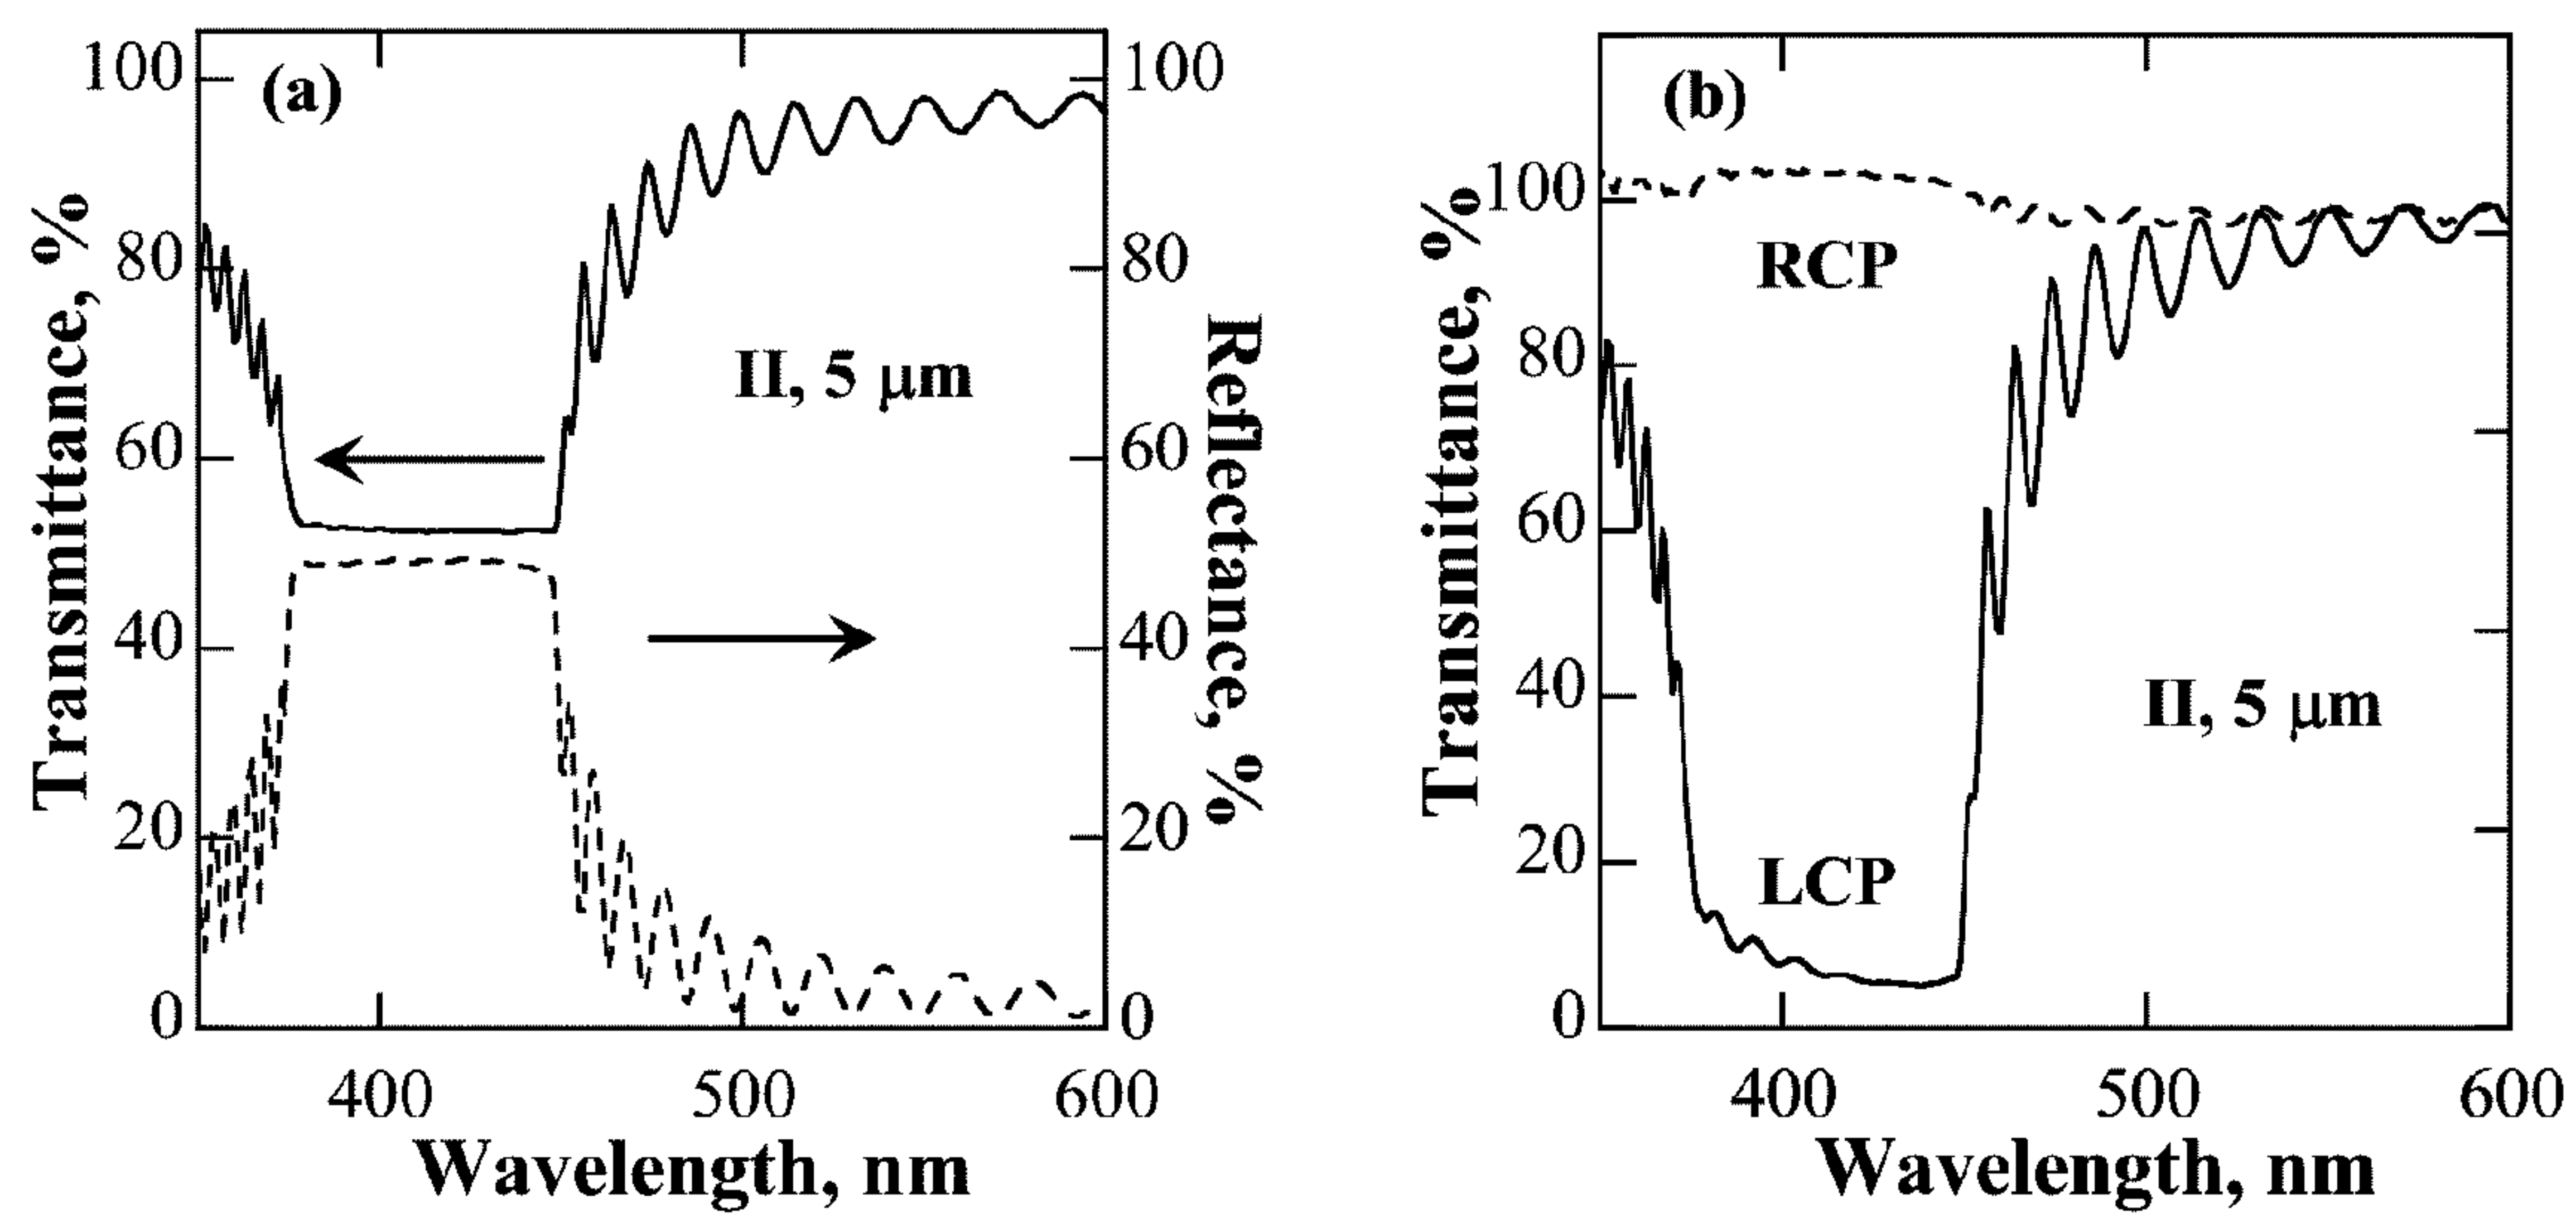 (a)
Transmittance, %
100
80
60
40
20
0
II, 5 μm
100
80
60
40
20
0
Reflectance, %
400 500 600
Wavelength, nm
(b)
Transmittance, %
100
80
60
40
20
0
RCP
II, 5 μm
LCP
400 500 600
Wavelength, nm